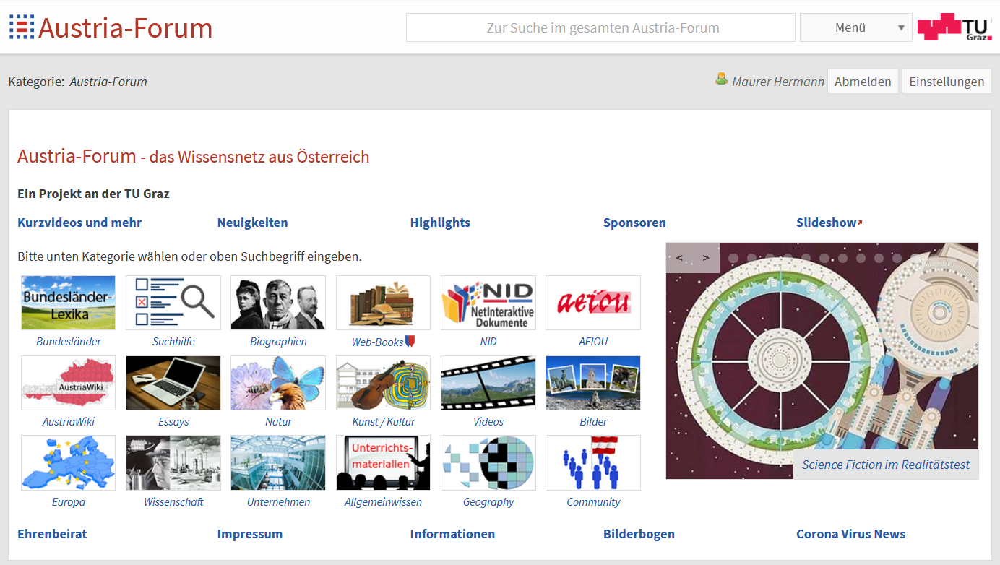 Austria-Forum
Zur Suche im gesamten Austria-Forum
Menü
TU
Graz
Kategorie: Austria-Forum
Maurer Hermann
Abmelden
Einstellungen
Austria-Forum - das Wissensnetz aus Österreich
Ein Projekt an der TU Graz
Kurzvideos und mehr
Neuigkeiten
Highlights
Sponsoren
Slideshow
Bitte unten Kategorie wählen oder oben Suchbegriff eingeben.
< >
Bundesländer-
Lexika
NID
NetInteraktive
Dokumente
aeiou
Bundesländer
Suchhilfe
Biographien
Web-Books
NID
AEIOU
AustriaWiki
AustriaWiki
Essays
Natur
Kunst / Kultur
Videos
Bilder
Unterrichts-
materialien
Europa
Wissenschaft
Unternehmen
Allgemeinwissen
Geography
Community
Science Fiction im Realitätstest
Ehrenbeirat
Impressum
Informationen
Bilderbogen
Corona Virus News